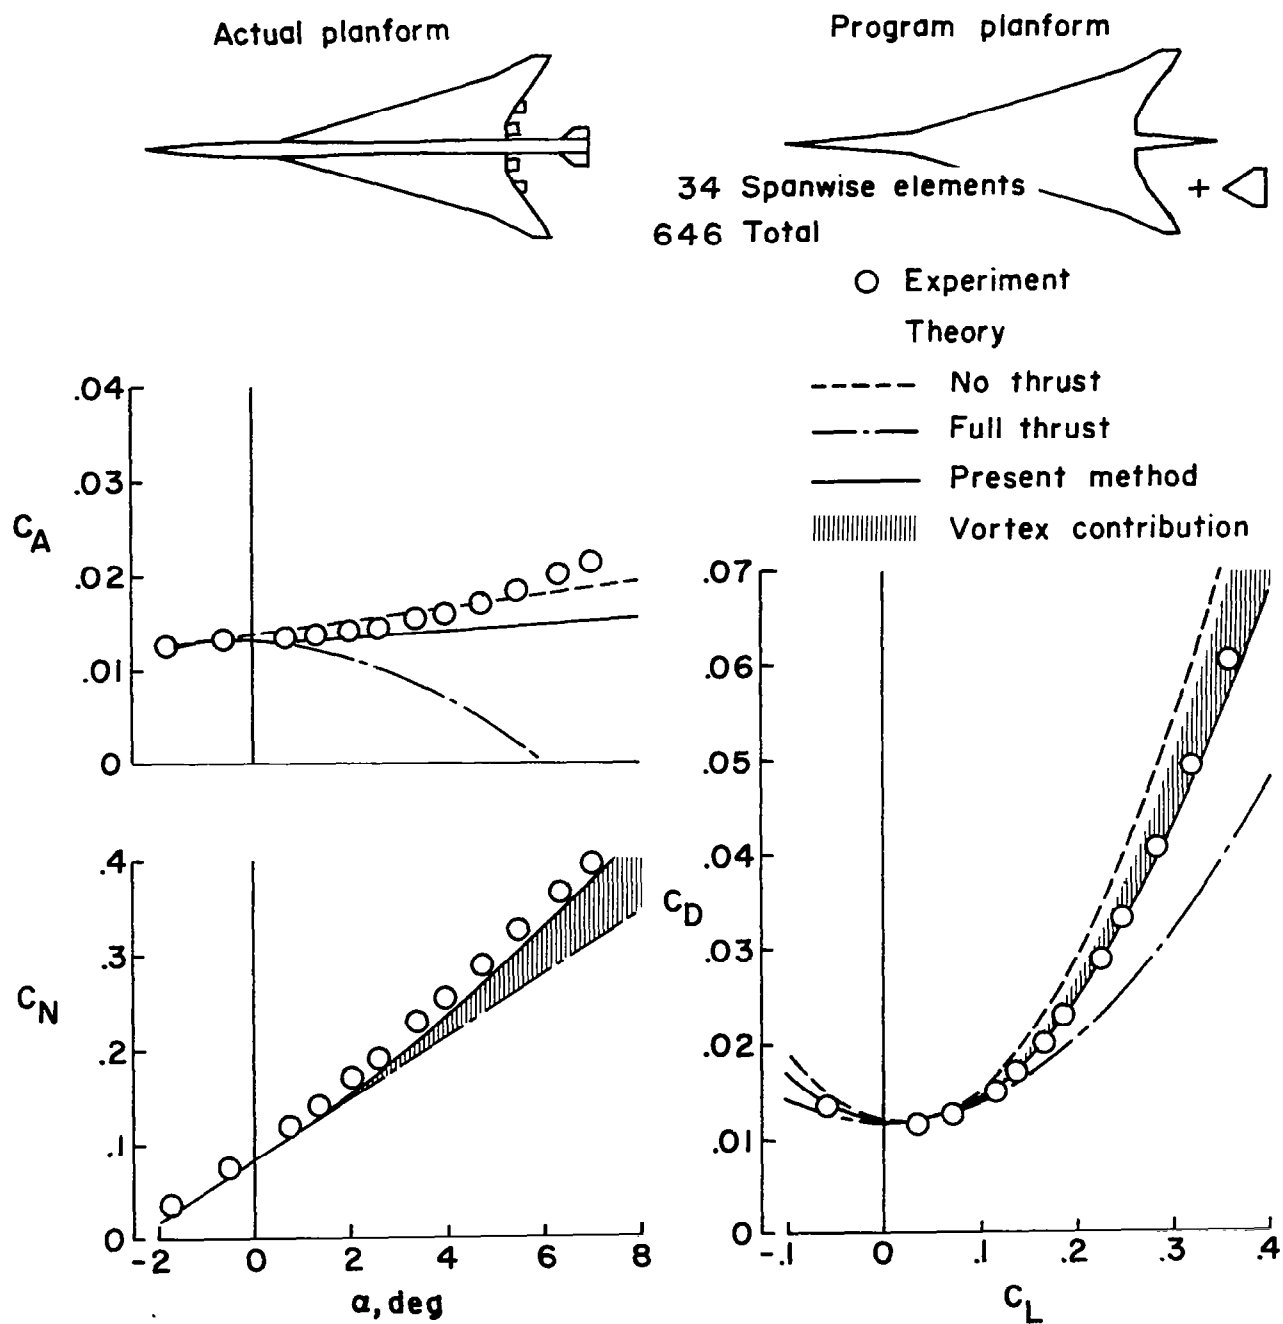 Actual planform
Program planform
34 Spanwise elements
646 Total
+
Experiment
Theory
No thrust
Full thrust
Present method
Vortex contribution
.04
.03
C_A
.02
.01
0
.4
.3
C_N
.2
.1
0
-2 0 2 4 6 8
α, deg
.07
.06
.05
.04
C_D
.03
.02
.01
0
-.1 0 .1 .2 .3 .4
C_L